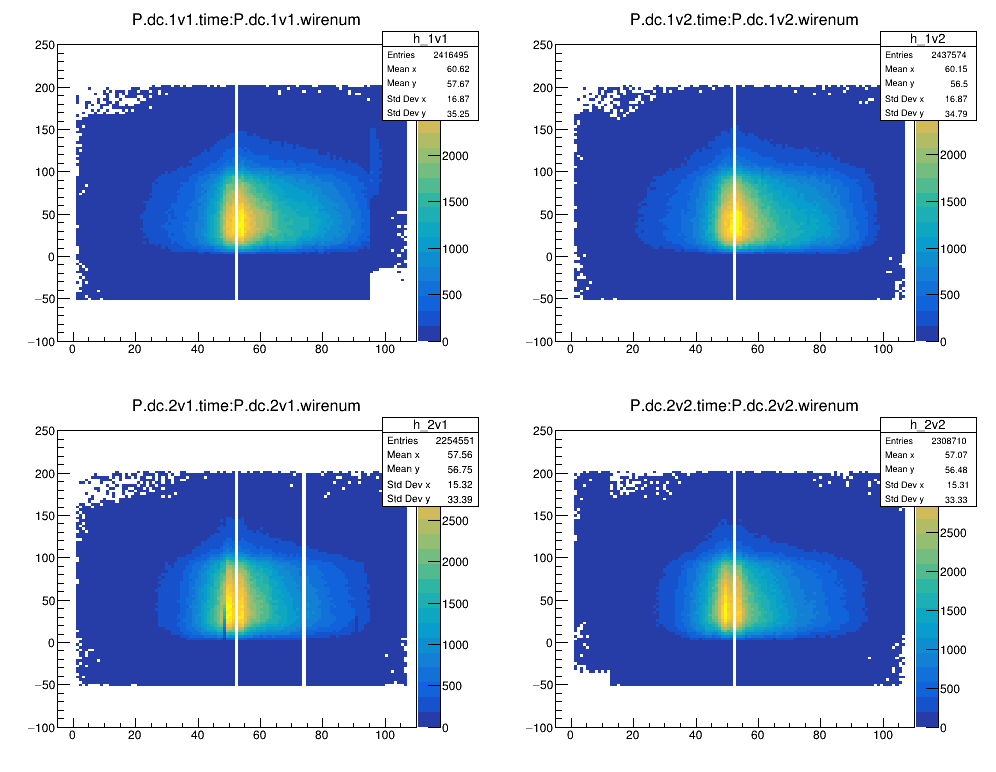 P.dc.1v1.time:P.dc.1v1.wirenum
h_1v1
Entries 2416495
Mean x 60.62
Mean y 57.67
Std Dev x 16.87
Std Dev y 35.25
250
200
150
100
50
0
−50
−100
0 20 40 60 80 100
2000
1500
1000
500
0
P.dc.1v2.time:P.dc.1v2.wirenum
h_1v2
Entries 2437574
Mean x 60.15
Mean y 56.5
Std Dev x 16.87
Std Dev y 34.79
250
200
150
100
50
0
−50
−100
0 20 40 60 80 100
2000
1500
1000
500
0
P.dc.2v1.time:P.dc.2v1.wirenum
h_2v1
Entries 2254551
Mean x 57.56
Mean y 56.75
Std Dev x 15.32
Std Dev y 33.39
250
200
150
100
50
0
−50
−100
0 20 40 60 80 100
2500
2000
1500
1000
500
0
P.dc.2v2.time:P.dc.2v2.wirenum
h_2v2
Entries 2308710
Mean x 57.07
Mean y 56.48
Std Dev x 15.31
Std Dev y 33.33
250
200
150
100
50
0
−50
−100
0 20 40 60 80 100
2500
2000
1500
1000
500
0